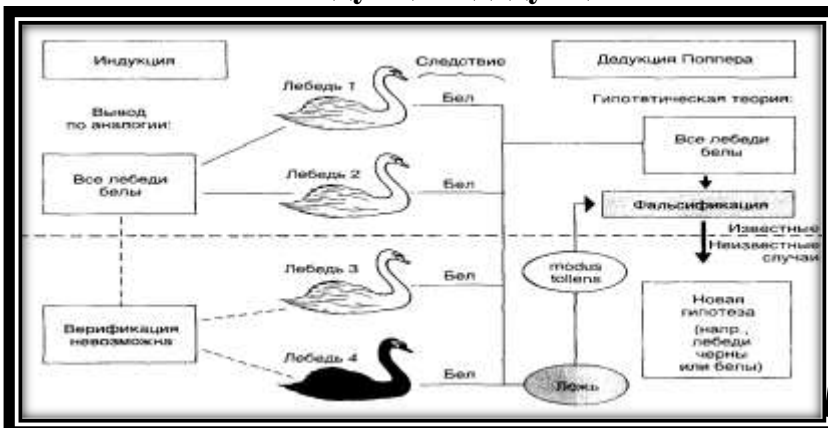 Индукция
Следствие
Дедукция Поппера
Лебедь 1
Бел
Вывод
по аналогии:
Гипотетическая теория:
Все лебеди
белы
Лебедь 2
Бел
Все лебеди
белы
Фальсификация
Известные
Неизвестные
случаи
Лебедь 3
Бел
modus
tollens
Верификация
невозможна
Новая
гипотеза
(напр.,
лебеди
черны
или белы)
Лебедь 4
Бел
Ложь